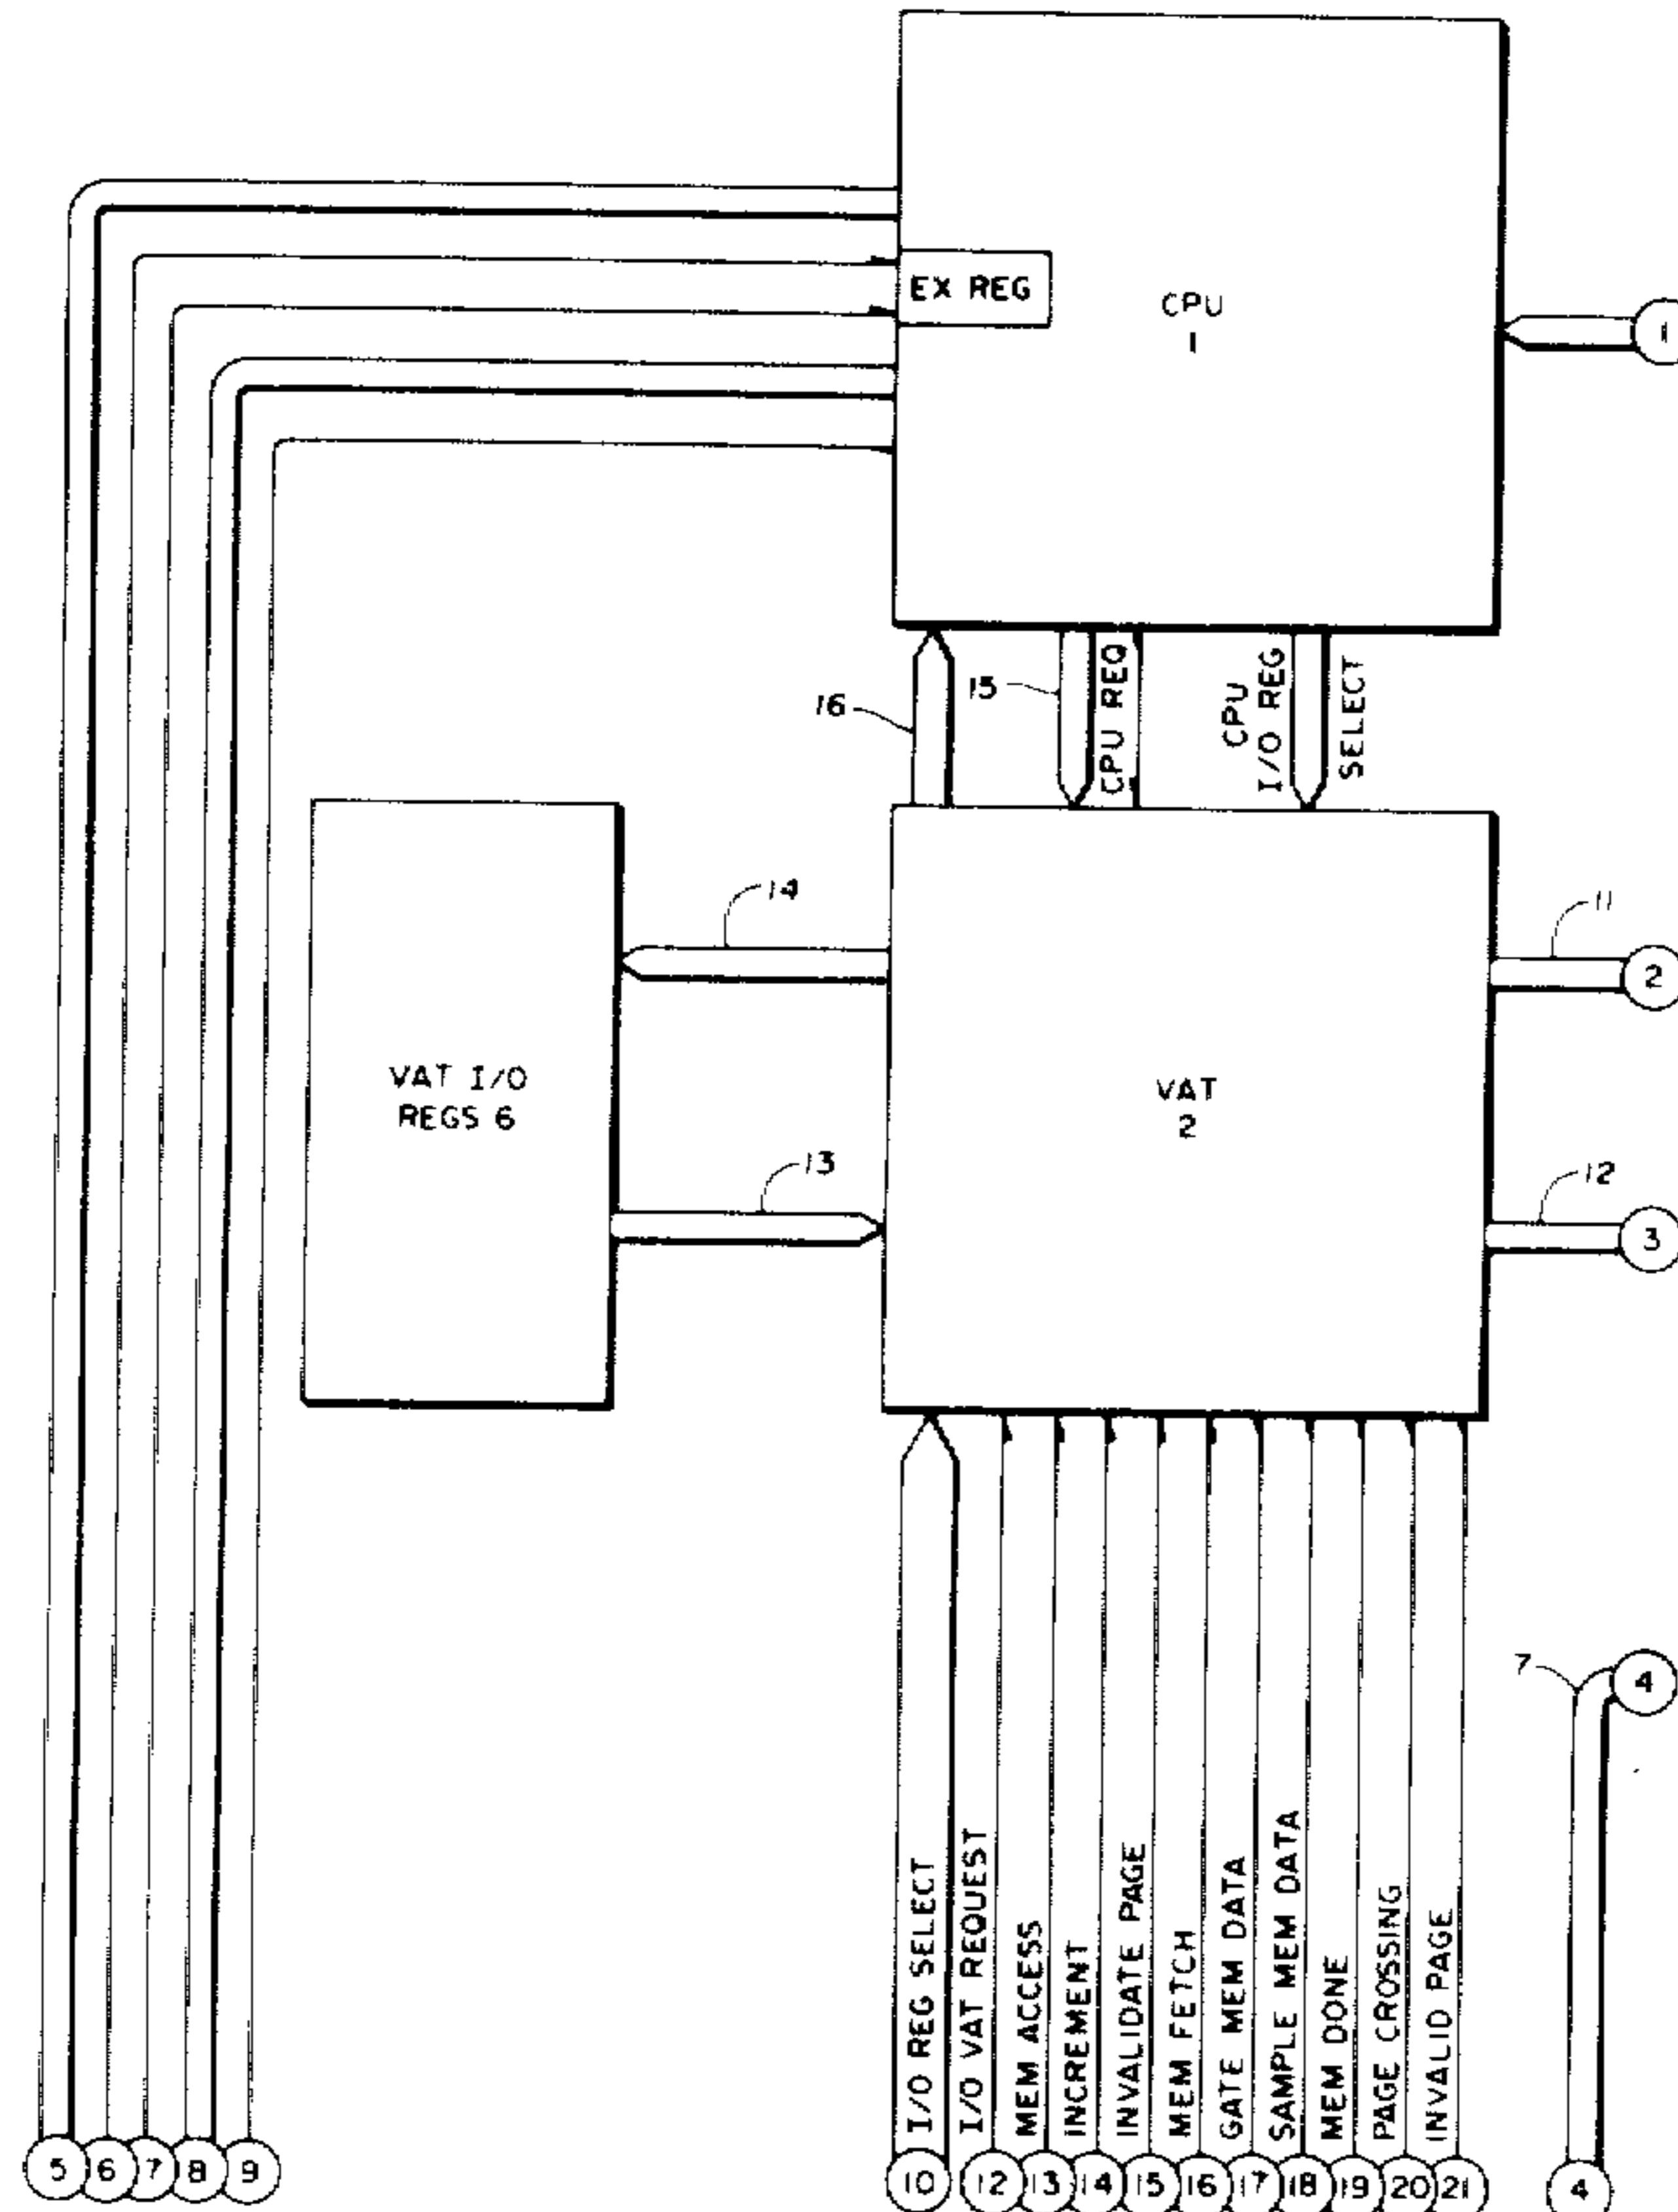 EX REG
CPU
1
1
16
15
CPU REQ
CPU
I/O REG
SELECT
14
11
2
VAT I/O
REGS 6
VAT
2
13
12
3
7
4
I/O REG SELECT
I/O VAT REQUEST
MEM ACCESS
INCREMENT
INVALIDATE PAGE
MEM FETCH
GATE MEM DATA
SAMPLE MEM DATA
MEM DONE
PAGE CROSSING
INVALID PAGE
5 6 7 8 9
10 12 13 14 15 16 17 18 19 20 21
4